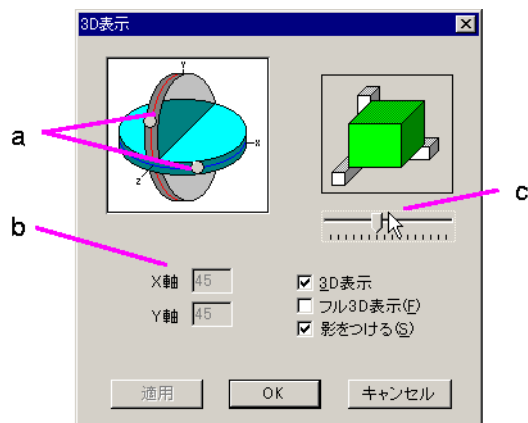 3D表示
Y
X
Z
a
c
b
X軸 45
Y軸 45
3D表示
フル3D表示(F)
影をつける(S)
適用
OK
キャンセル